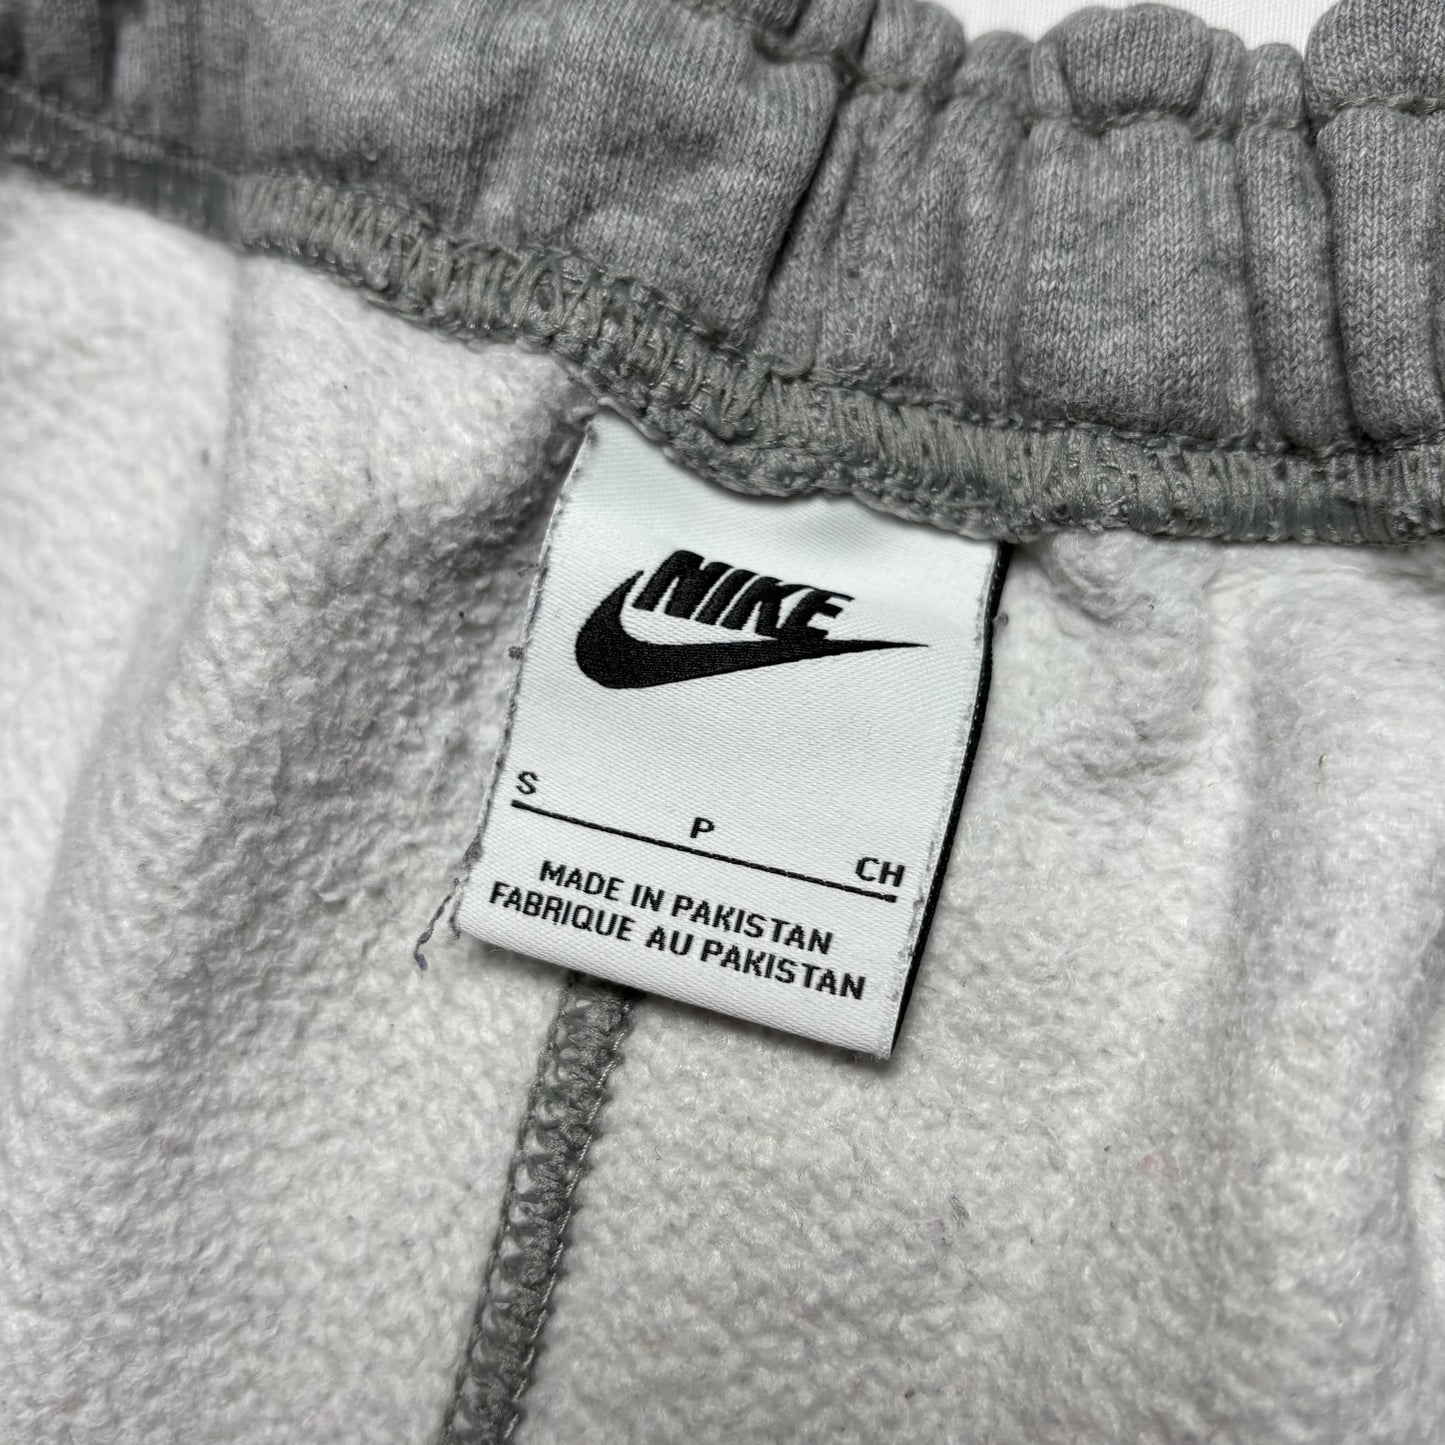 NIKE
S
P
CH
MADE IN PAKISTAN
FABRIQUE AU PAKISTAN